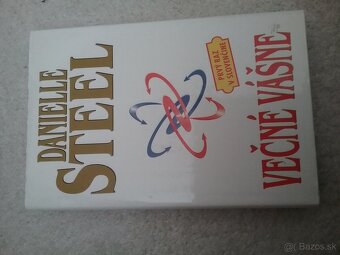 DANIELLE
STEEL
PRVÝ RAZ
V SLOVENČINE
VEČNÉ VÁŠNE
© Bazos.sk